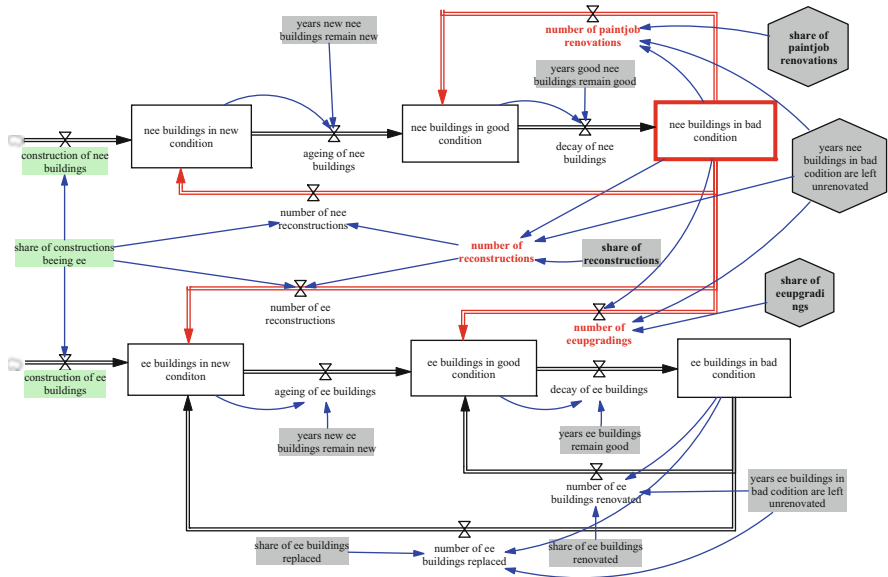 years new nee
buildings remain new
number of paintjob
renovations
share of
paintjob
renovations
years good nee
buildings remain good
nee buildings in new
condition
nee buildings in good
condition
nee buildings in bad
condition
construction of nee
buildings
ageing of nee
buildings
decay of nee
buildings
years nee
buildings in bad
codition are left
unrenovated
number of nee
reconstructions
share of constructions
beeing ee
number of
reconstructions
share of
reconstructions
share of
eeupgradi
ngs
number of ee
reconstructions
number of
eeupgradings
ee buildings in new
conditon
ee buildings in good
condition
ee buildings in bad
condition
construction of ee
buildings
ageing of ee buildings
decay of ee buildings
years new ee
buildings remain new
years ee buildings
remain good
number of ee
buildings renovated
years ee buildings in
bad codition are left
unrenovated
share of ee buildings
replaced
number of ee
buildings replaced
share of ee buildings
renovated